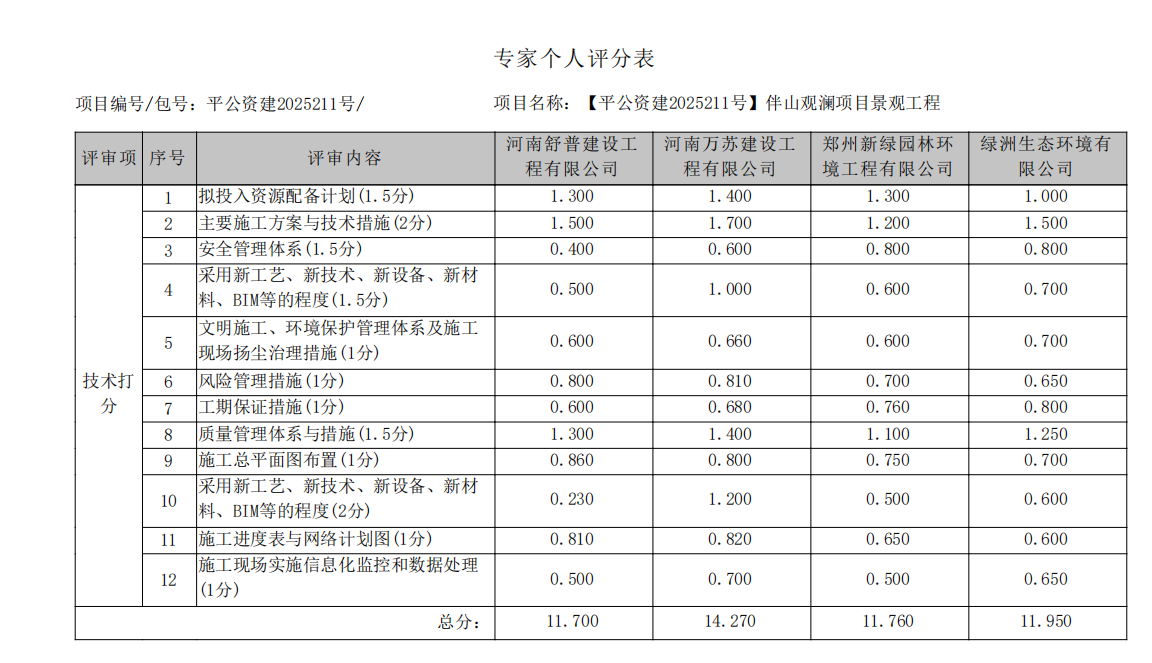 专家个人评分表
项目编号/包号：平公资建2025211号/ 项目名称：【平公资建2025211号】伴山观澜项目景观工程
评审项 序号 评审内容 河南舒普建设工程有限公司 河南万苏建设工程有限公司 郑州新绿园林环境工程有限公司 绿洲生态环境有限公司
技术打分
1 拟投入资源配备计划(1.5分) 1.300 1.400 1.300 1.000
2 主要施工方案与技术措施(2分) 1.500 1.700 1.200 1.500
3 安全管理体系(1.5分) 0.400 0.600 0.800 0.800
4 采用新工艺、新技术、新设备、新材料、BIM等的程度(1.5分) 0.500 1.000 0.600 0.700
5 文明施工、环境保护管理体系及施工现场扬尘治理措施(1分) 0.600 0.660 0.600 0.700
6 风险管理措施(1分) 0.800 0.810 0.700 0.650
7 工期保证措施(1分) 0.600 0.680 0.760 0.800
8 质量管理体系与措施(1.5分) 1.300 1.400 1.100 1.250
9 施工总平面图布置(1分) 0.860 0.800 0.750 0.700
10 采用新工艺、新技术、新设备、新材料、BIM等的程度(2分) 0.230 1.200 0.500 0.600
11 施工进度表与网络计划图(1分) 0.810 0.820 0.650 0.600
12 施工现场实施信息化监控和数据处理(1分) 0.500 0.700 0.500 0.650
总分： 11.700 14.270 11.760 11.950